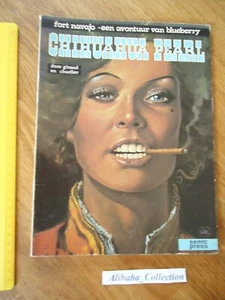 fort navajo - een avontuur van blueberry
CHIHUAHUA PEARL
door giraud
en charlier
semic
press
Alibaba_Collection